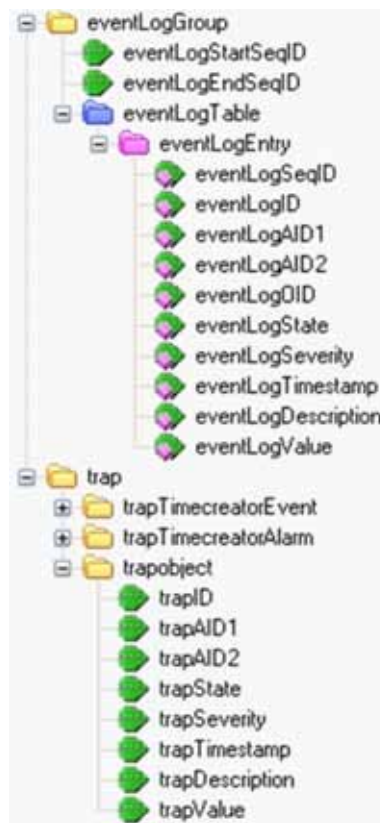 eventLogGroup
eventLogStartSeqID
eventLogEndSeqID
eventLogTable
eventLogEntry
eventLogSeqID
eventLogID
eventLogAID1
eventLogAID2
eventLogOID
eventLogState
eventLogSeverity
eventLogTimestamp
eventLogDescription
eventLogValue
trap
trapTimecreatorEvent
trapTimecreatorAlarm
trapobject
trapID
trapAID1
trapAID2
trapState
trapSeverity
trapTimestamp
trapDescription
trapValue